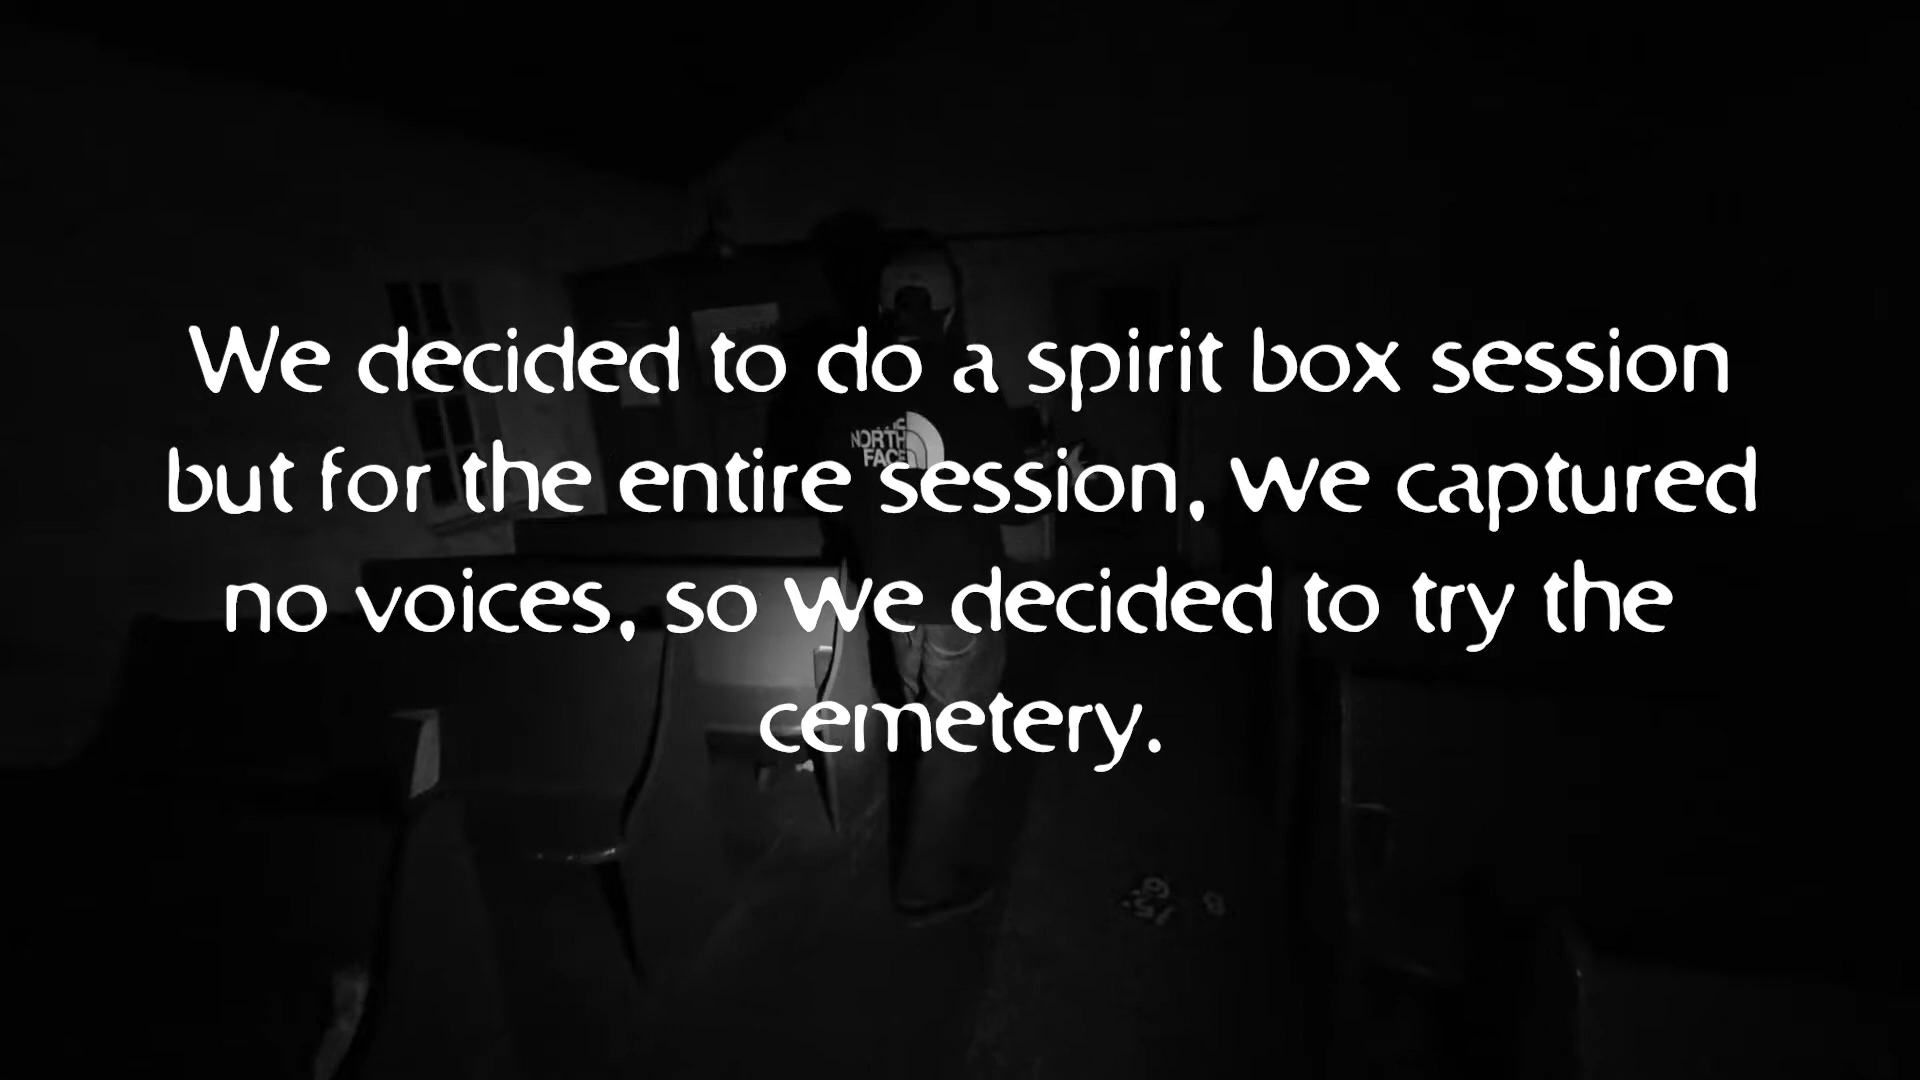 We decided to do a spirit box session
but for the entire session, we captured
no voices, so we decided to try the
cemetery.
NORTH
FACE